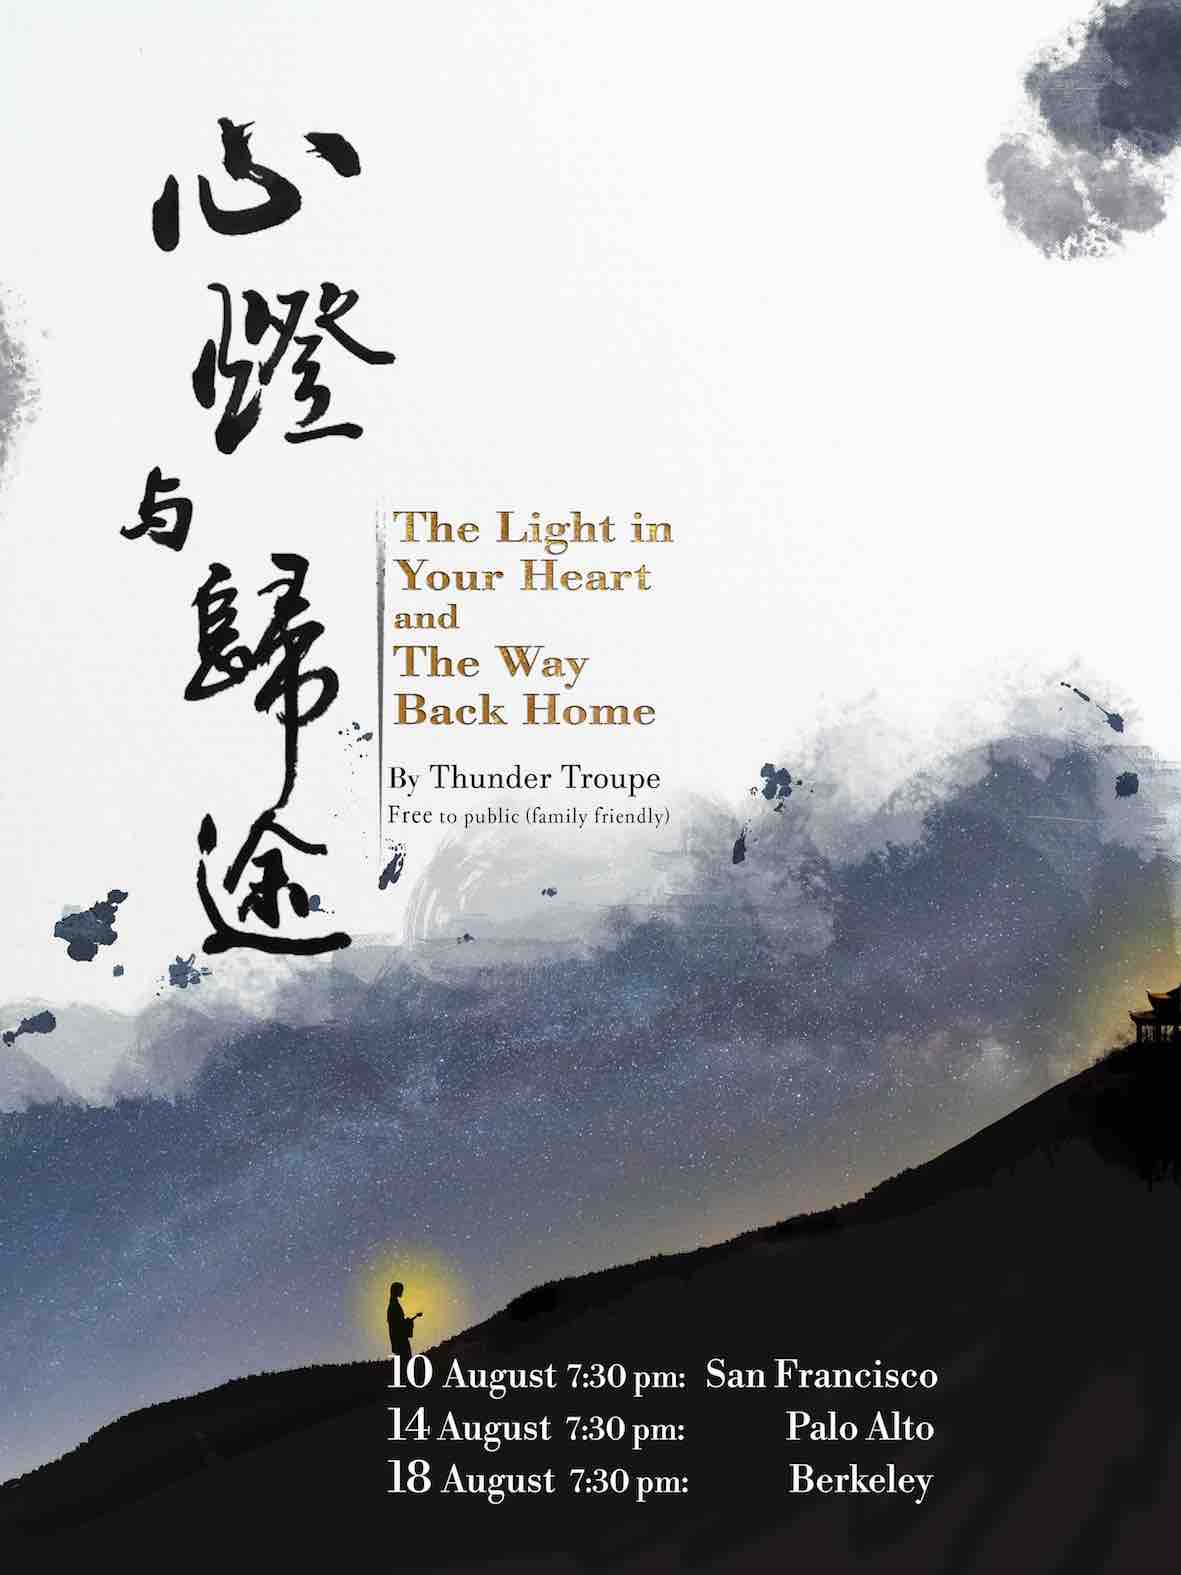 心燈与歸途
The Light in
Your Heart
and
The Way
Back Home
By Thunder Troupe
Free to public (family friendly)
10 August 7:30 pm: San Francisco
14 August 7:30 pm: Palo Alto
18 August 7:30 pm: Berkeley